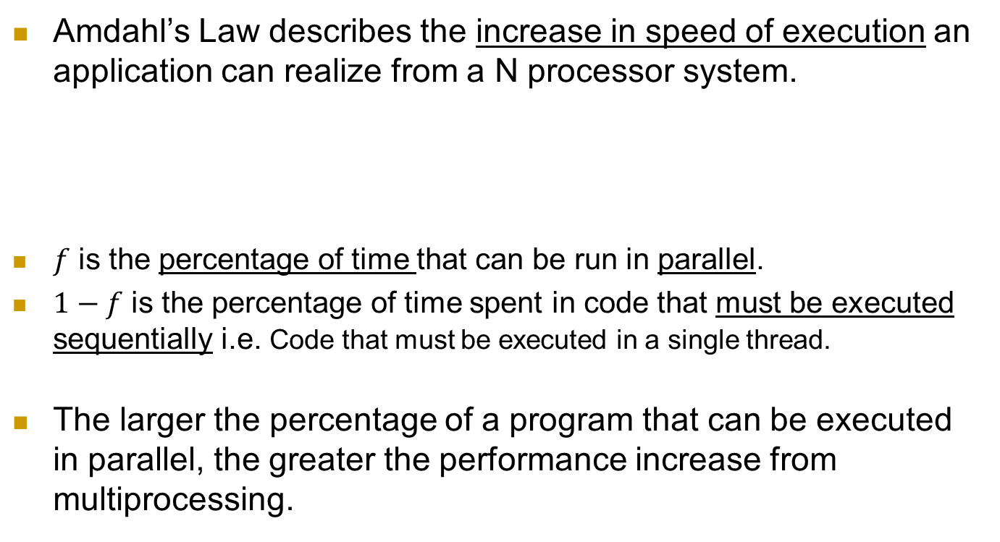 Amdahl's Law describes the increase in speed of execution an
application can realize from a N processor system.
f is the percentage of time that can be run in parallel.
1 − f is the percentage of time spent in code that must be executed
sequentially i.e. Code that must be executed in a single thread.
The larger the percentage of a program that can be executed
in parallel, the greater the performance increase from
multiprocessing.